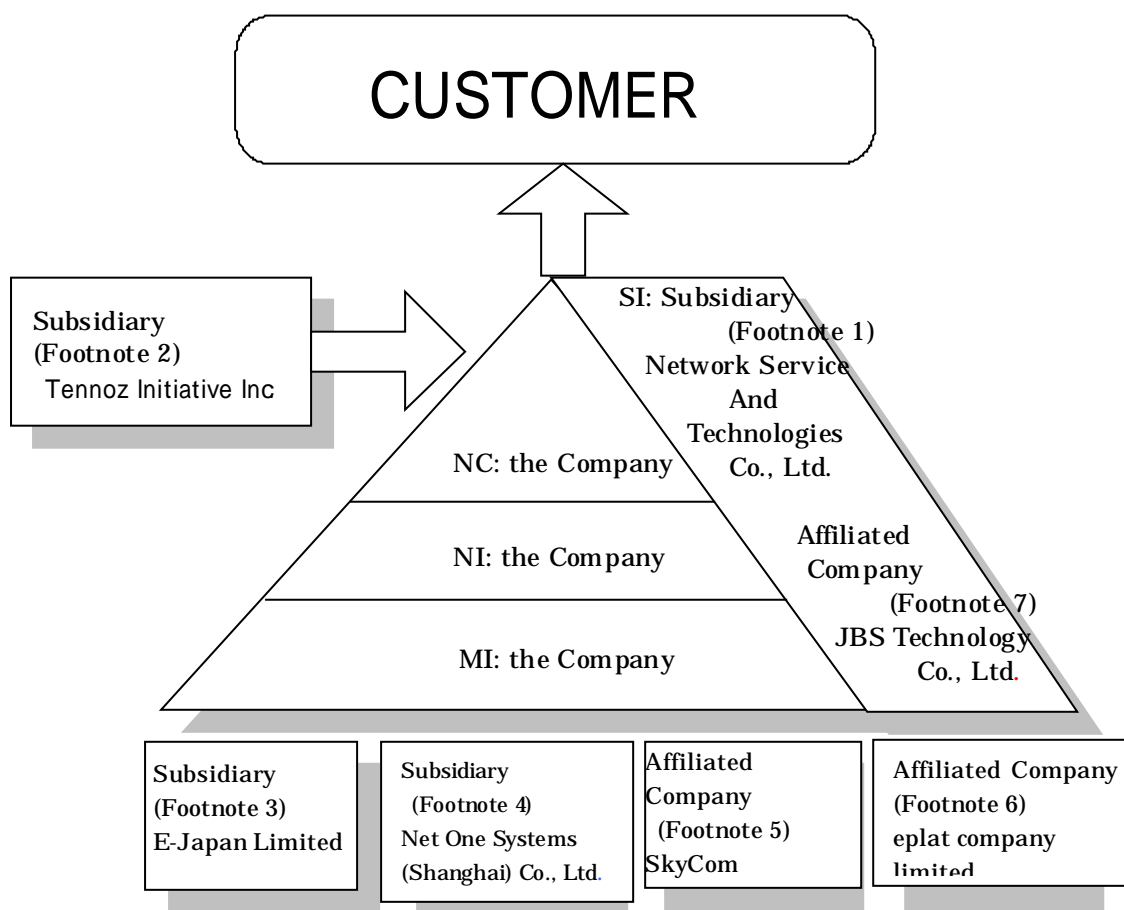 CUSTOMER
Subsidiary
(Footnote 2)
Tennoz Initiative Inc
SI: Subsidiary
(Footnote 1)
Network Service
And
Technologies
Co., Ltd.
NC: the Company
NI: the Company
MI: the Company
Affiliated
Company
(Footnote 7)
JBS Technology
Co., Ltd.
Subsidiary
(Footnote 3)
E-Japan Limited
Subsidiary
(Footnote 4)
Net One Systems
(Shanghai) Co., Ltd.
Affiliated
Company
(Footnote 5)
SkyCom
Affiliated Company
(Footnote 6)
eplat company
limited